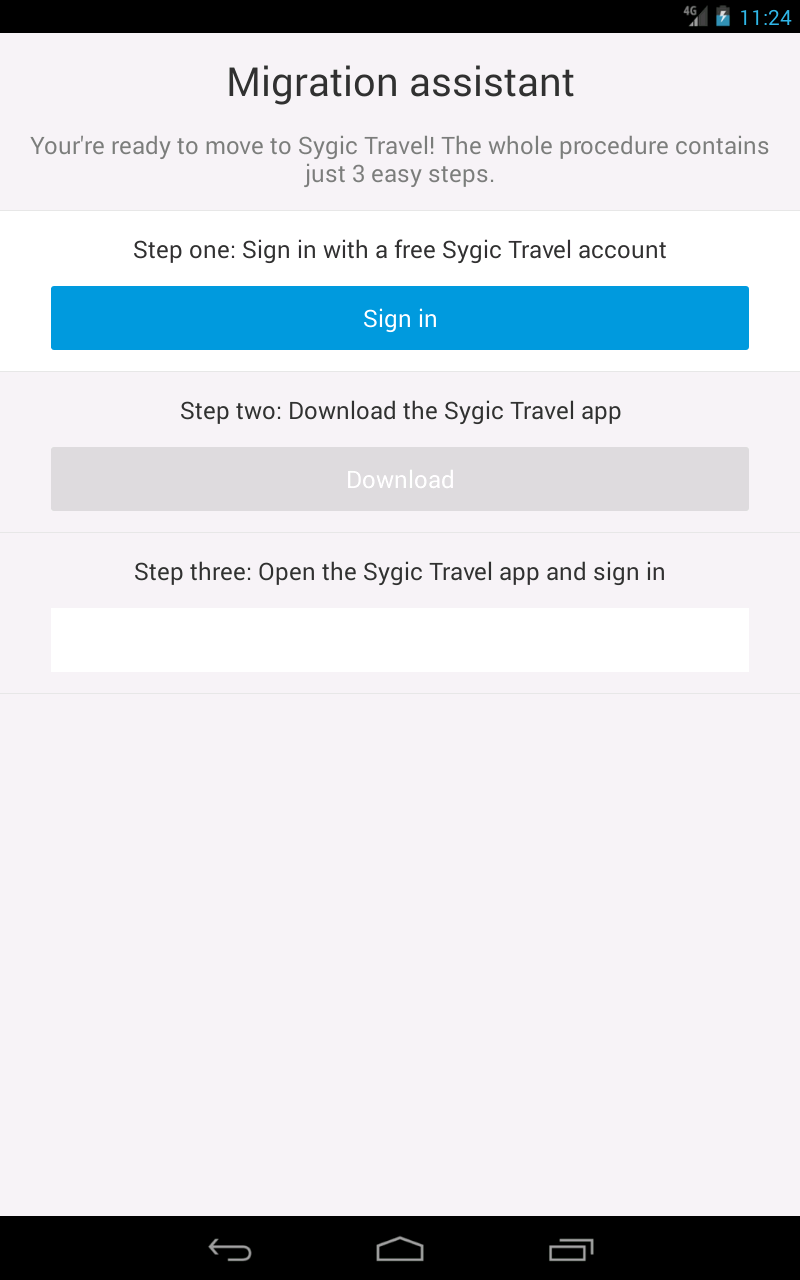 4G 11:24
Migration assistant
Your're ready to move to Sygic Travel! The whole procedure contains
just 3 easy steps.
Step one: Sign in with a free Sygic Travel account
Sign in
Step two: Download the Sygic Travel app
Download
Step three: Open the Sygic Travel app and sign in